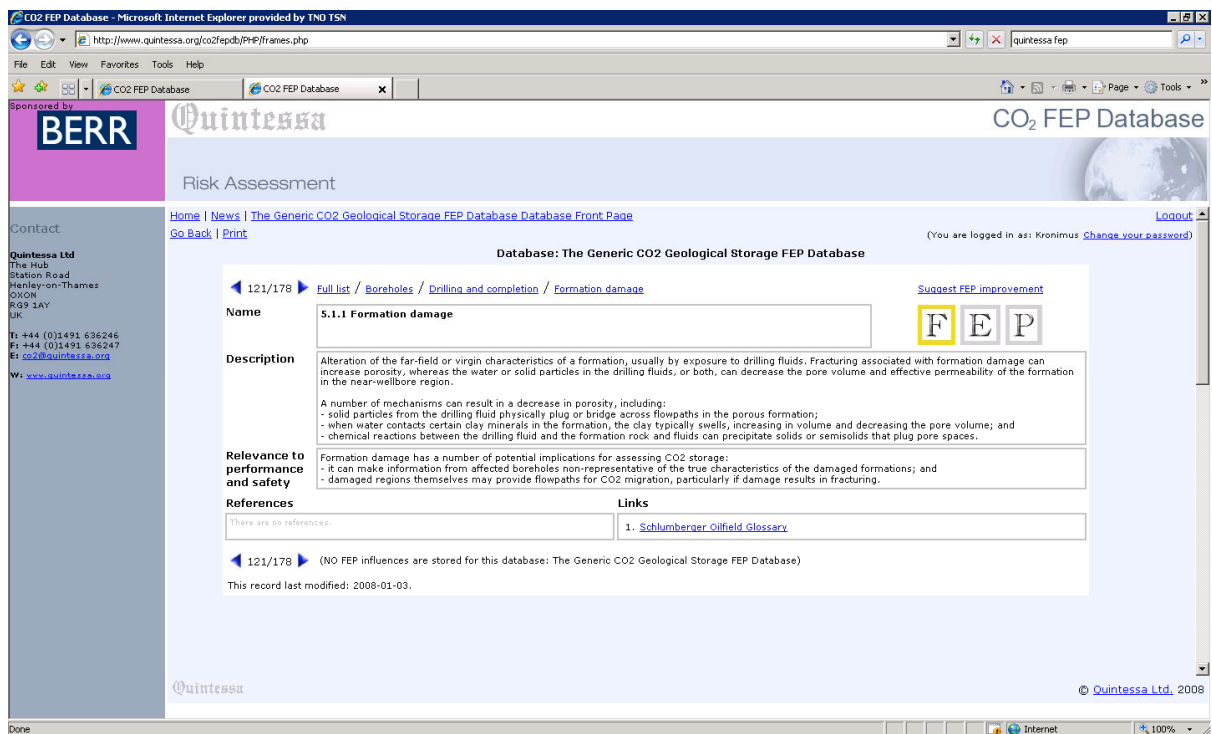 CO2 FEP Database - Microsoft Internet Explorer provided by TNO TSN
http://www.quintessa.org/co2fepdb/PHP/frames.php
quintessa fep
File Edit View Favorites Tools Help
CO2 FEP Database
CO2 FEP Database
Page
Tools
Sponsored by
BERR
Quintessa
CO2 FEP Database
Risk Assessment
Contact
Quintessa Ltd
The Hub
Station Road
Henley-on-Thames
OXON
RG9 1AY
UK
T: +44 (0)1491 636246
F: +44 (0)1491 636247
E: co2@quintessa.org
W: www.quintessa.org
Home | News | The Generic CO2 Geological Storage FEP Database Database Front Page
Logout
Go Back | Print
(You are logged in as: Kronimus Change your password)
Database: The Generic CO2 Geological Storage FEP Database
121/178 Full list / Boreholes / Drilling and completion / Formation damage
Suggest FEP improvement
Name
5.1.1 Formation damage
F E P
Description
Alteration of the far-field or virgin characteristics of a formation, usually by exposure to drilling fluids. Fracturing associated with formation damage can
increase porosity, whereas the water or solid particles in the drilling fluids, or both, can decrease the pore volume and effective permeability of the formation
in the near-wellbore region.
A number of mechanisms can result in a decrease in porosity, including:
- solid particles from the drilling fluid physically plug or bridge across flowpaths in the porous formation;
- when water contacts certain clay minerals in the formation, the clay typically swells, increasing in volume and decreasing the pore volume; and
- chemical reactions between the drilling fluid and the formation rock and fluids can precipitate solids or semisolids that plug pore spaces.
Relevance to
performance
and safety
Formation damage has a number of potential implications for assessing CO2 storage:
- it can make information from affected boreholes non-representative of the true characteristics of the damaged formations; and
- damaged regions themselves may provide flowpaths for CO2 migration, particularly if damage results in fracturing.
References
Links
There are no references.
1. Schlumberger Oilfield Glossary
121/178 (NO FEP influences are stored for this database: The Generic CO2 Geological Storage FEP Database)
This record last modified: 2008-01-03.
Quintessa
© Quintessa Ltd. 2008
Done
Internet
100%